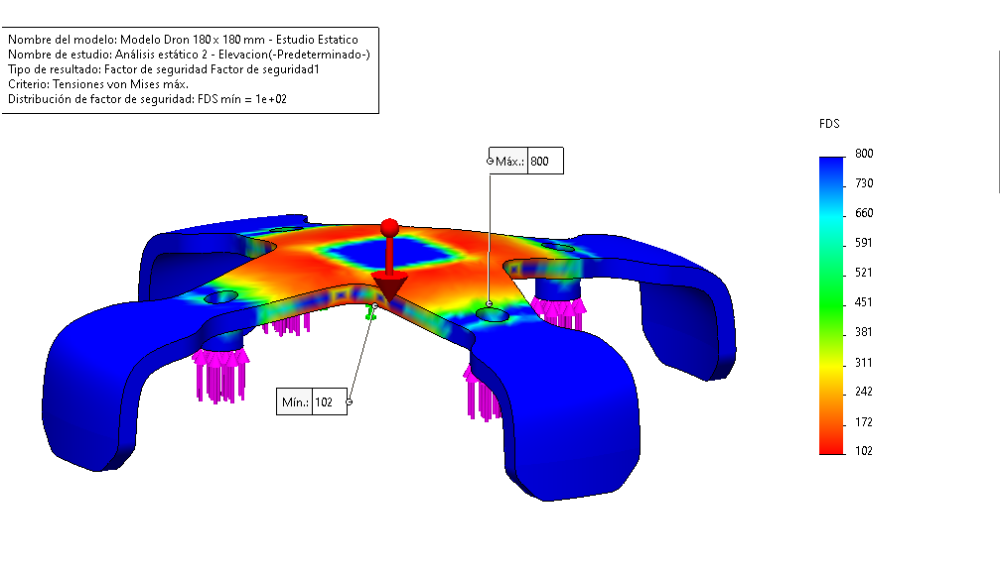 Nombre del modelo: Modelo Dron 180 x 180 mm - Estudio Estatico
Nombre de estudio: Análisis estático 2 - Elevacion(-Predeterminado-)
Tipo de resultado: Factor de seguridad Factor de seguridad1
Criterio: Tensiones von Mises máx.
Distribución de factor de seguridad: FDS mín = 1e+02
FDS
Máx.: 800
Mín.: 102
800
730
660
591
521
451
381
311
242
172
102